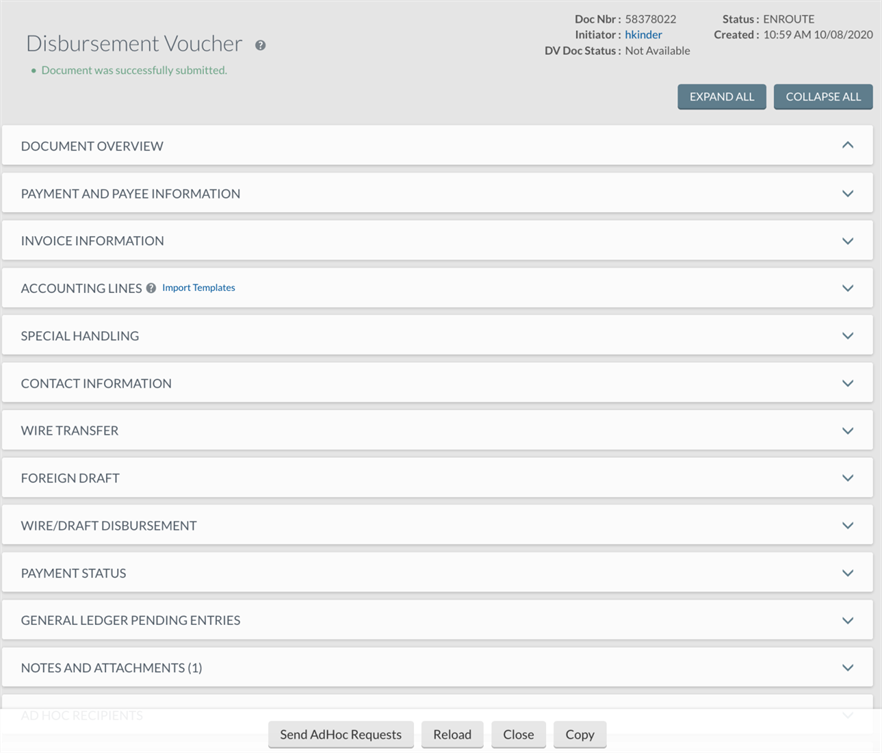 Doc Nbr : 58378022 Status : ENROUTE
Disbursement Voucher
Initiator : hkinder Created : 10:59 AM 10/08/2020
DV Doc Status : Not Available
Document was successfully submitted.
EXPAND ALL COLLAPSE ALL
DOCUMENT OVERVIEW
PAYMENT AND PAYEE INFORMATION
INVOICE INFORMATION
ACCOUNTING LINES Import Templates
SPECIAL HANDLING
CONTACT INFORMATION
WIRE TRANSFER
FOREIGN DRAFT
WIRE/DRAFT DISBURSEMENT
PAYMENT STATUS
GENERAL LEDGER PENDING ENTRIES
NOTES AND ATTACHMENTS (1)
AD HOC RECIPIENTS
Send AdHoc Requests Reload Close Copy